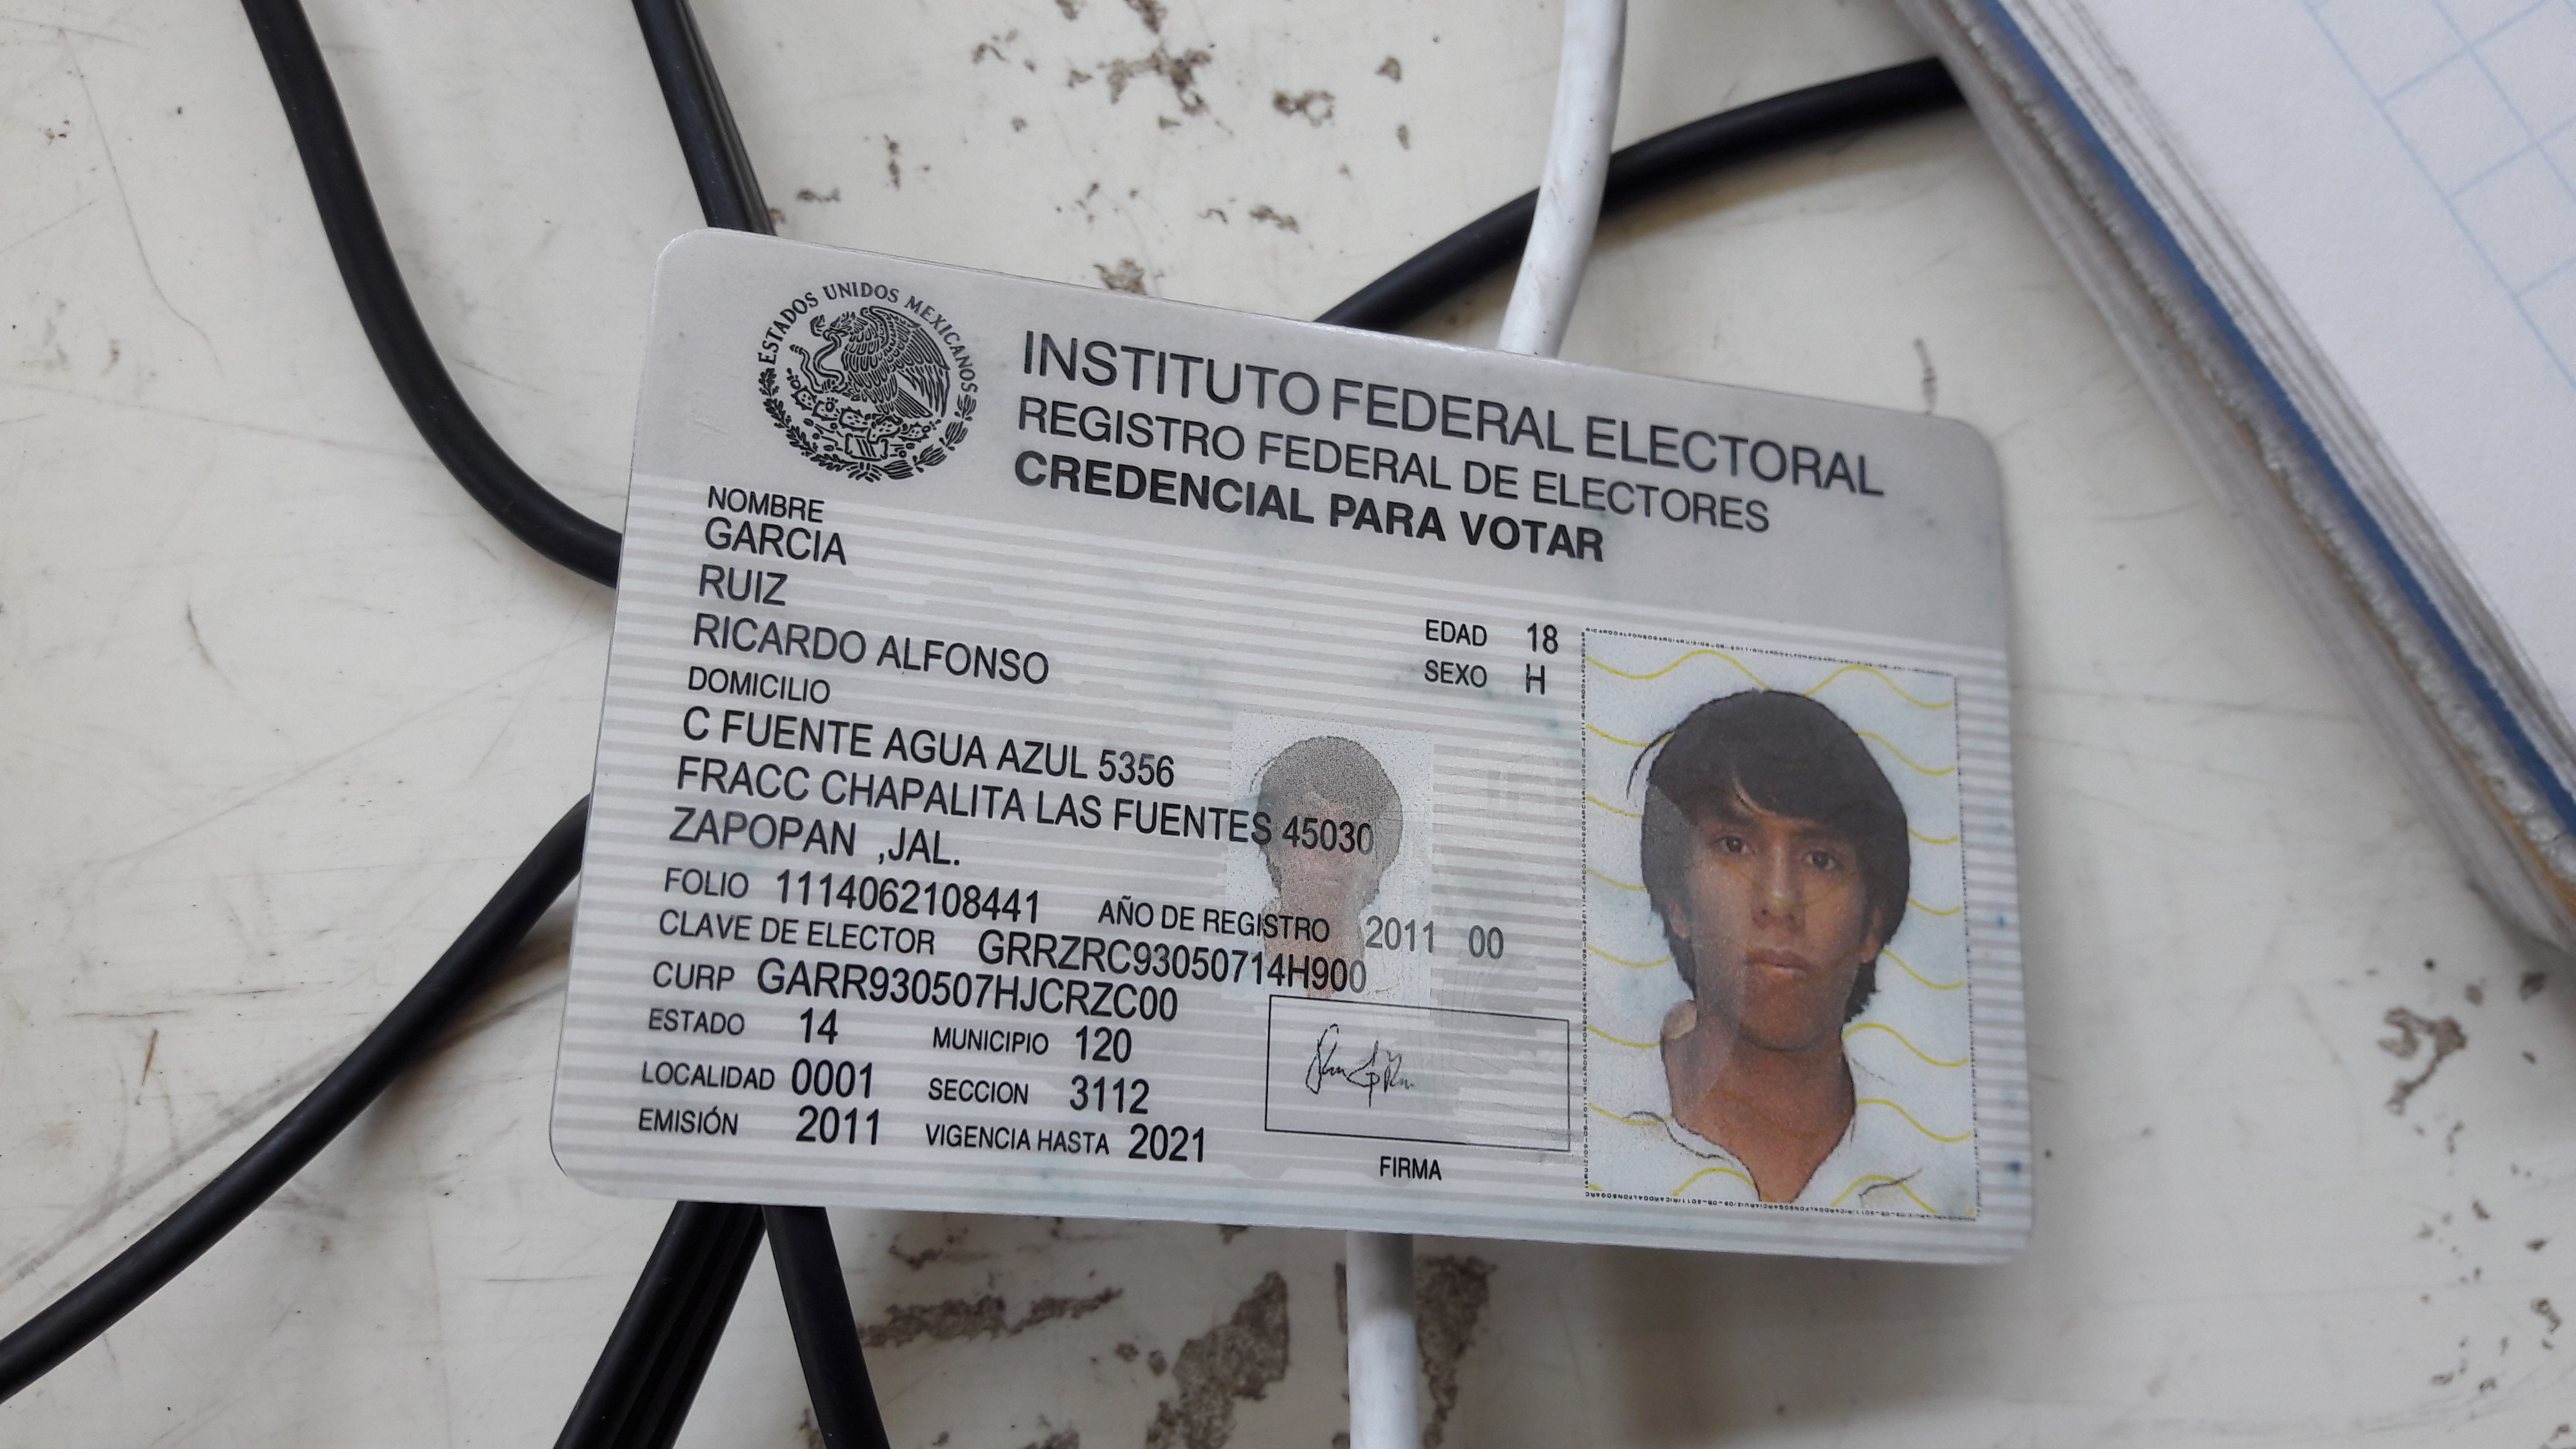 INSTITUTO FEDERAL ELECTORAL
REGISTRO FEDERAL DE ELECTORES
CREDENCIAL PARA VOTAR
ESTADOS UNIDOS MEXICANOS
NOMBRE
GARCIA
RUIZ
RICARDO ALFONSO
EDAD 18
SEXO H
DOMICILIO
C FUENTE AGUA AZUL 5356
FRACC CHAPALITA LAS FUENTES 45030
ZAPOPAN ,JAL.
FOLIO 1114062108441 AÑO DE REGISTRO 2011 00
CLAVE DE ELECTOR GRRZRC93050714H900
CURP GARR930507HJCRZC00
ESTADO 14 MUNICIPIO 120
LOCALIDAD 0001 SECCION 3112
EMISIÓN 2011 VIGENCIA HASTA 2021
FIRMA